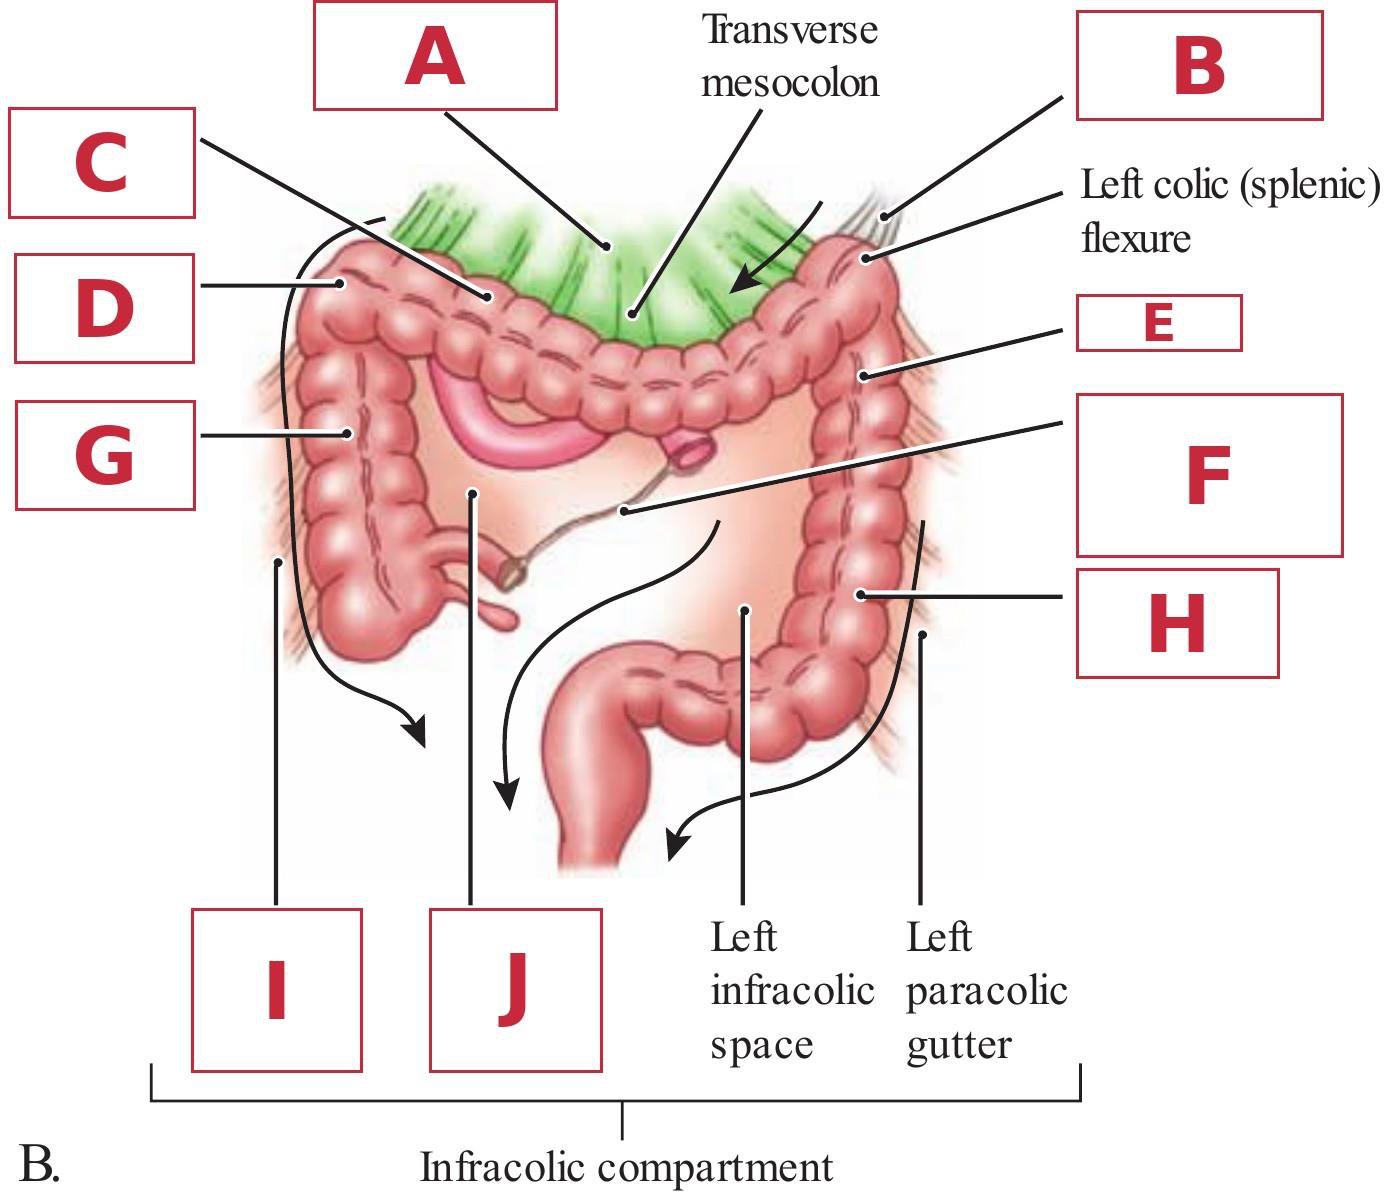 A
Transverse
mesocolon
B
C
Left colic (splenic)
flexure
D
E
F
G
H
I
J
Left
infracolic
space
Left
paracolic
gutter
Infracolic compartment
B.